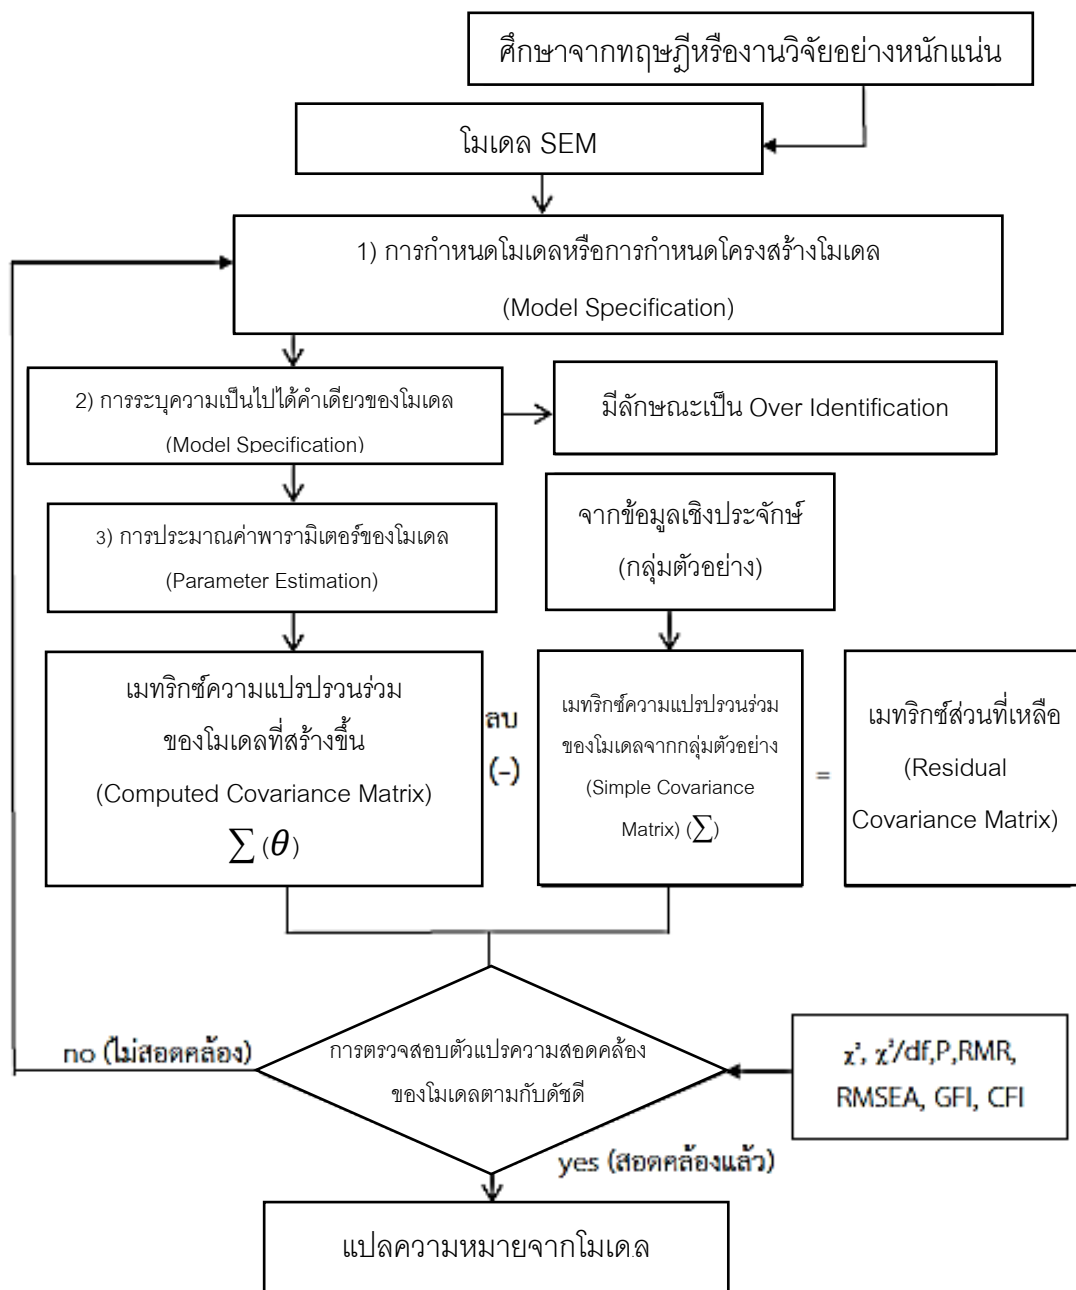 ศึกษาจากทฤษฎีหรืองานวิจัยอย่างหนักแน่น
โมเดล SEM
1) การกำหนดโมเดลหรือการกำหนดโครงสร้างโมเดล
(Model Specification)
2) การระบุความเป็นไปได้คำเดียวของโมเดล
(Model Specification)
มีลักษณะเป็น Over Identification
3) การประมาณค่าพารามิเตอร์ของโมเดล
(Parameter Estimation)
จากข้อมูลเชิงประจักษ์
(กลุ่มตัวอย่าง)
เมทริกซ์ความแปรปรวนร่วม
ของโมเดลที่สร้างขึ้น
(Computed Covariance Matrix)
∑ (θ)
ลบ
(-)
เมทริกซ์ความแปรปรวนร่วม
ของโมเดลจากกลุ่มตัวอย่าง
(Simple Covariance
Matrix) (∑)
=
เมทริกซ์ส่วนที่เหลือ
(Residual
Covariance Matrix)
no (ไม่สอดคล้อง)
การตรวจสอบตัวแปรความสอดคล้อง
ของโมเดลตามกับดัชดี
χ², χ²/df,P,RMR,
RMSEA, GFI, CFI
yes (สอดคล้องแล้ว)
แปลความหมายจากโมเดล